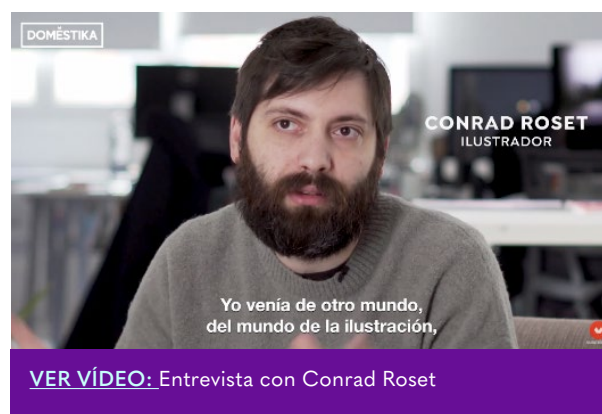 DOMËSTIKA
CONRAD ROSET
ILUSTRADOR
Yo venía de otro mundo,
del mundo de la ilustración,
VER VÍDEO: Entrevista con Conrad Roset